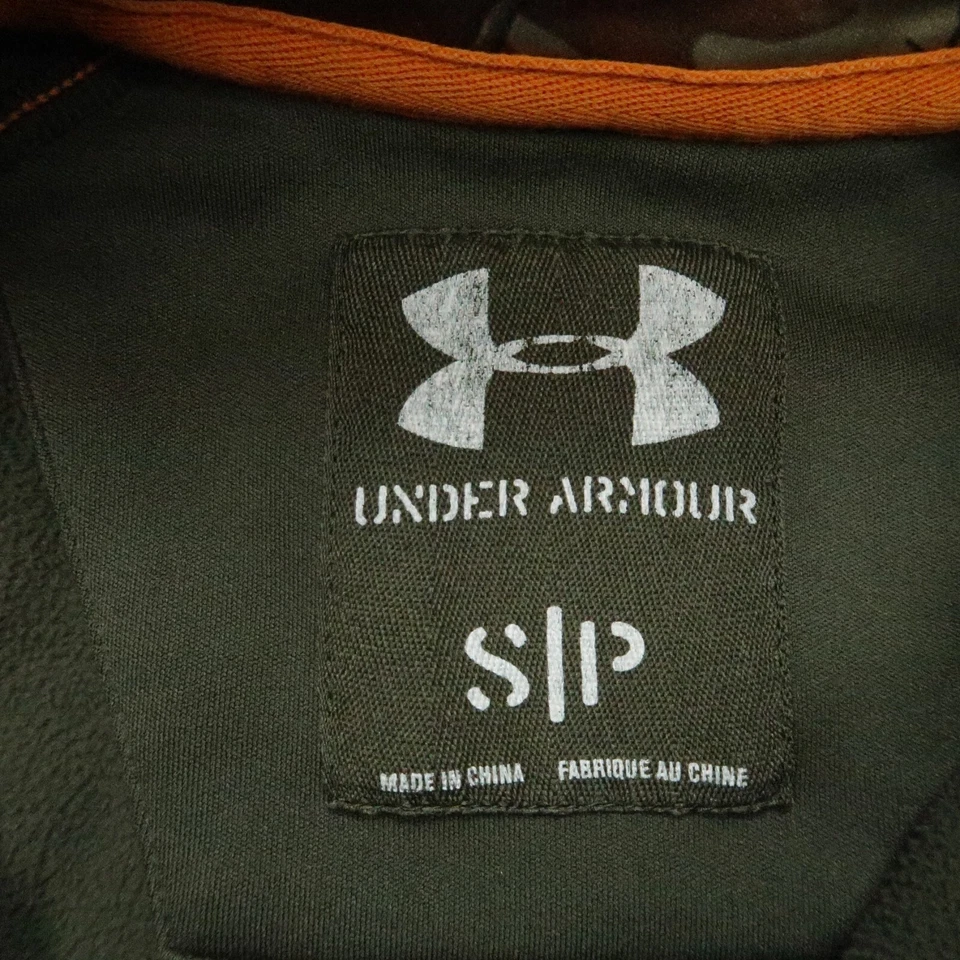 UNDER ARMOUR
S|P
MADE IN CHINA FABRIQUE AU CHINE